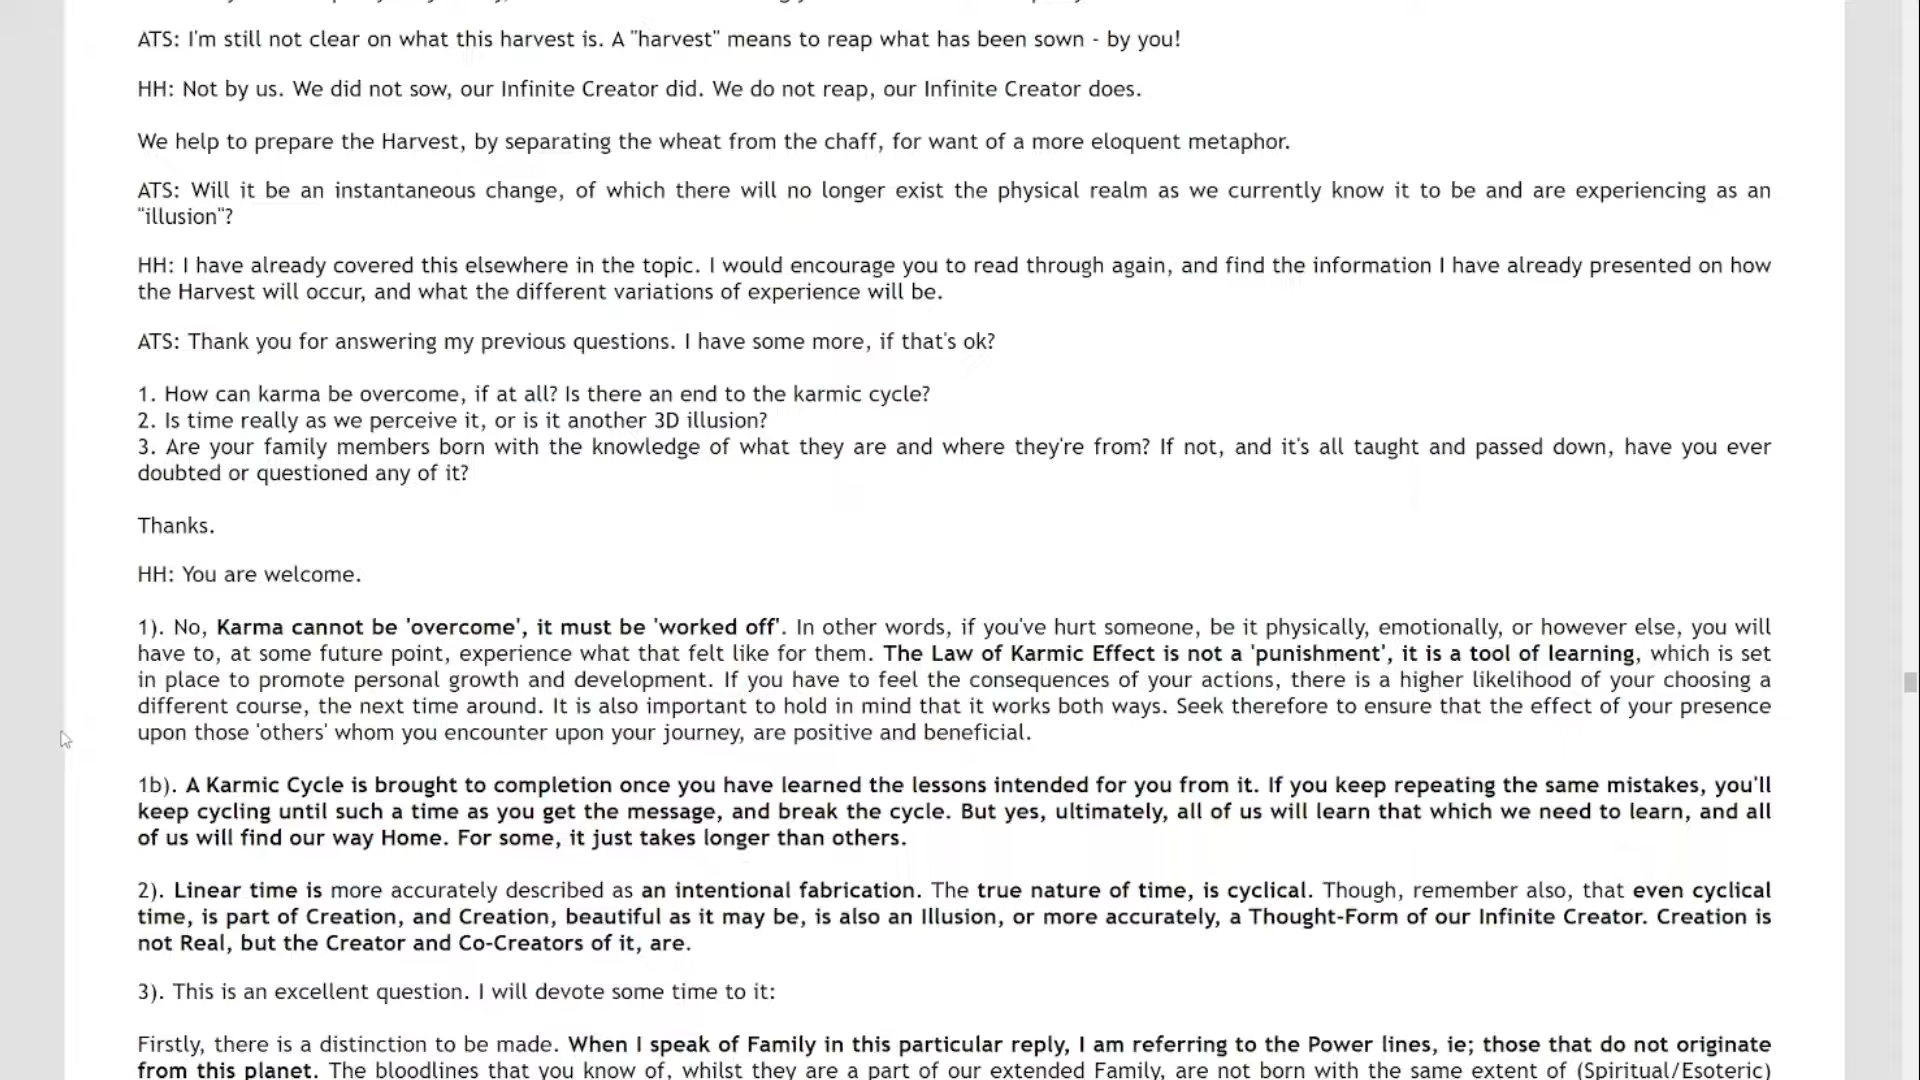 ATS: I'm still not clear on what this harvest is. A "harvest" means to reap what has been sown - by you!
HH: Not by us. We did not sow, our Infinite Creator did. We do not reap, our Infinite Creator does.
We help to prepare the Harvest, by separating the wheat from the chaff, for want of a more eloquent metaphor.
ATS: Will it be an instantaneous change, of which there will no longer exist the physical realm as we currently know it to be and are experiencing as an
"illusion"?
HH: I have already covered this elsewhere in the topic. I would encourage you to read through again, and find the information I have already presented on how
the Harvest will occur, and what the different variations of experience will be.
ATS: Thank you for answering my previous questions. I have some more, if that's ok?
1. How can karma be overcome, if at all? Is there an end to the karmic cycle?
2. Is time really as we perceive it, or is it another 3D illusion?
3. Are your family members born with the knowledge of what they are and where they're from? If not, and it's all taught and passed down, have you ever
doubted or questioned any of it?
Thanks.
HH: You are welcome.
1). No, Karma cannot be 'overcome', it must be 'worked off'. In other words, if you've hurt someone, be it physically, emotionally, or however else, you will
have to, at some future point, experience what that felt like for them. The Law of Karmic Effect is not a 'punishment', it is a tool of learning, which is set
in place to promote personal growth and development. If you have to feel the consequences of your actions, there is a higher likelihood of your choosing a
different course, the next time around. It is also important to hold in mind that it works both ways. Seek therefore to ensure that the effect of your presence
upon those 'others' whom you encounter upon your journey, are positive and beneficial.
1b). A Karmic Cycle is brought to completion once you have learned the lessons intended for you from it. If you keep repeating the same mistakes, you'll
keep cycling until such a time as you get the message, and break the cycle. But yes, ultimately, all of us will learn that which we need to learn, and all
of us will find our way Home. For some, it just takes longer than others.
2). Linear time is more accurately described as an intentional fabrication. The true nature of time, is cyclical. Though, remember also, that even cyclical
time, is part of Creation, and Creation, beautiful as it may be, is also an Illusion, or more accurately, a Thought-Form of our Infinite Creator. Creation is
not Real, but the Creator and Co-Creators of it, are.
3). This is an excellent question. I will devote some time to it:
Firstly, there is a distinction to be made. When I speak of Family in this particular reply, I am referring to the Power lines, ie; those that do not originate
from this planet. The bloodlines that you know of, whilst they are a part of our extended Family, are not born with the same extent of (Spiritual/Esoteric)